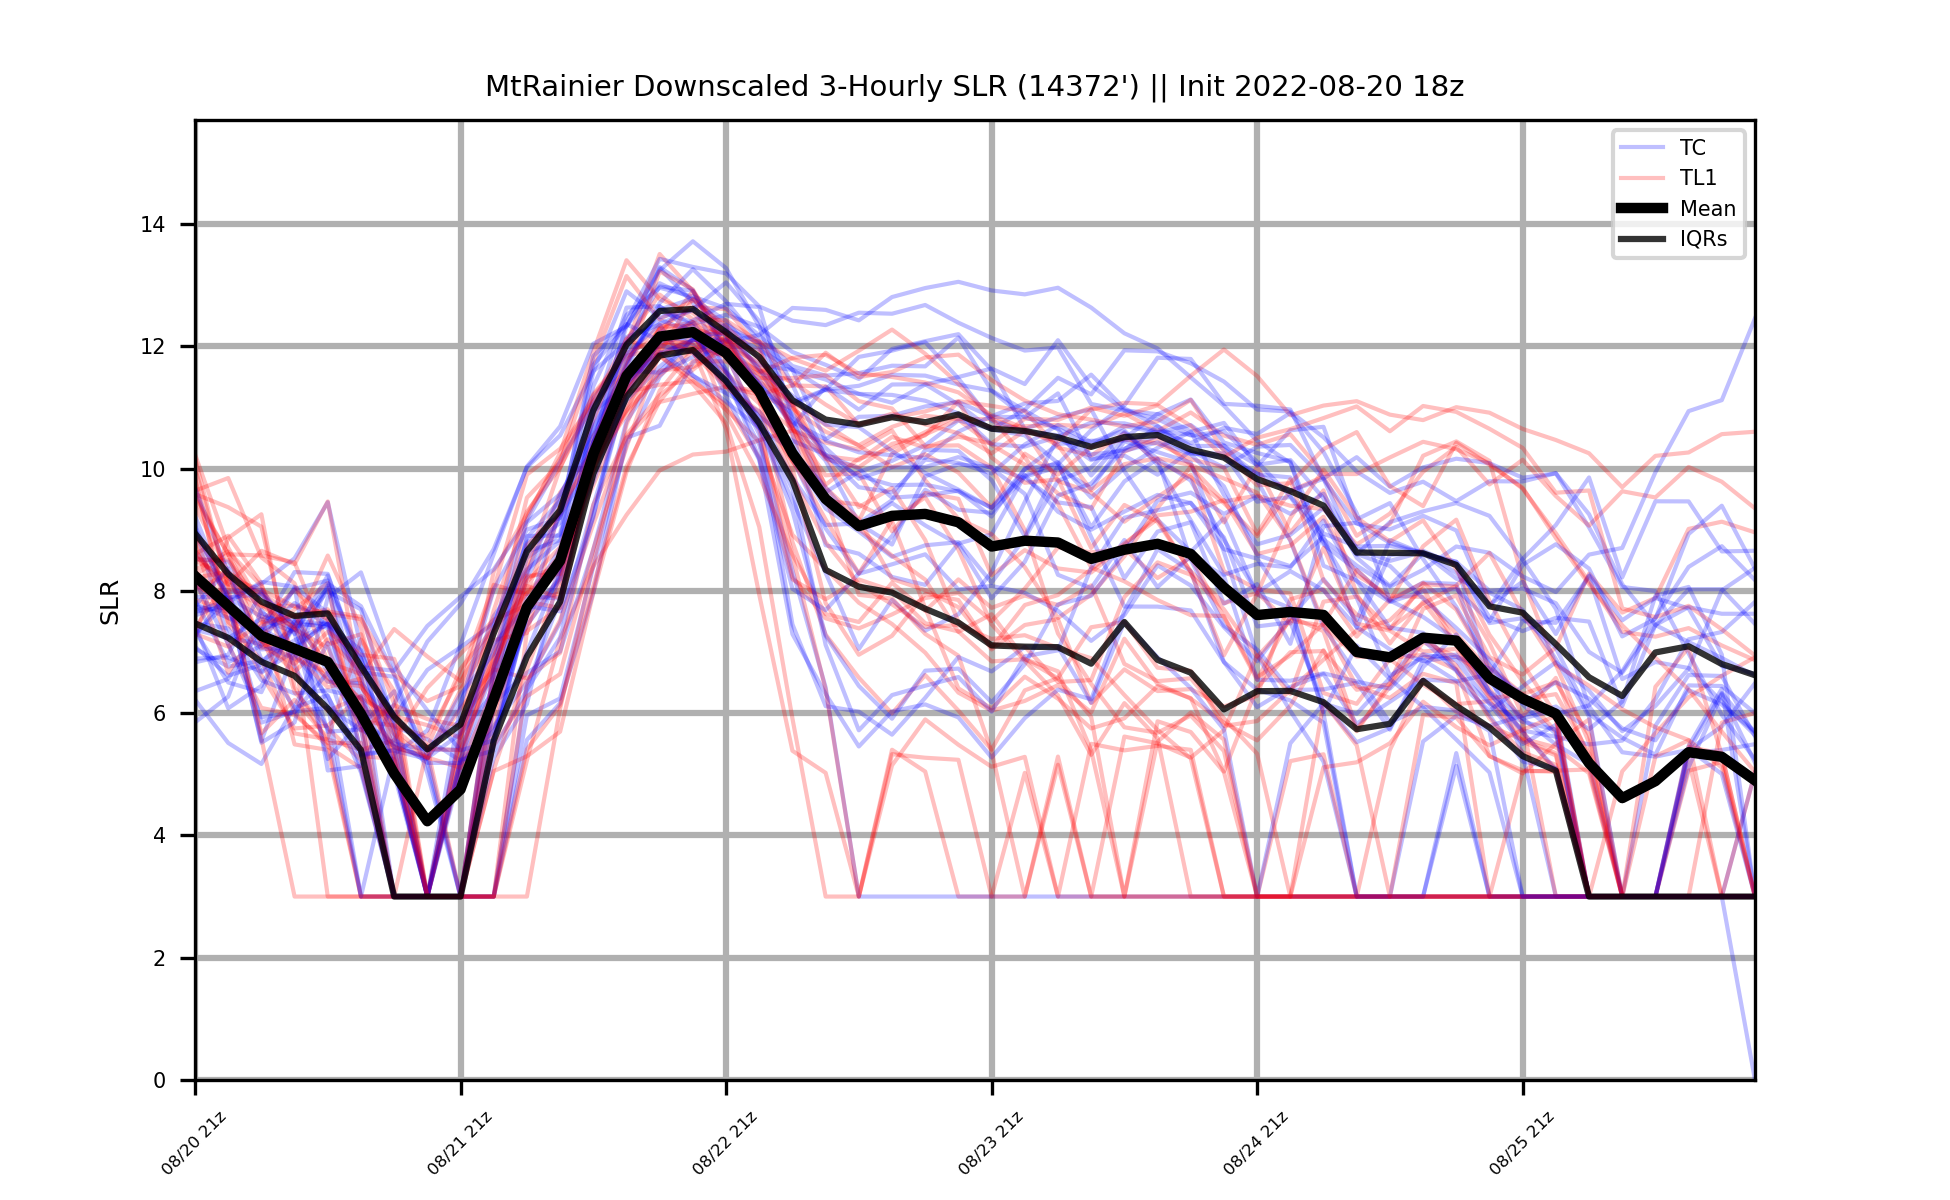 MtRainier Downscaled 3-Hourly SLR (14372') || Init 2022-08-20 18z
TC
TL1
Mean
IQRs
SLR
14
12
10
8
6
4
2
0
08/20 21z
08/21 21z
08/22 21z
08/23 21z
08/24 21z
08/25 21z